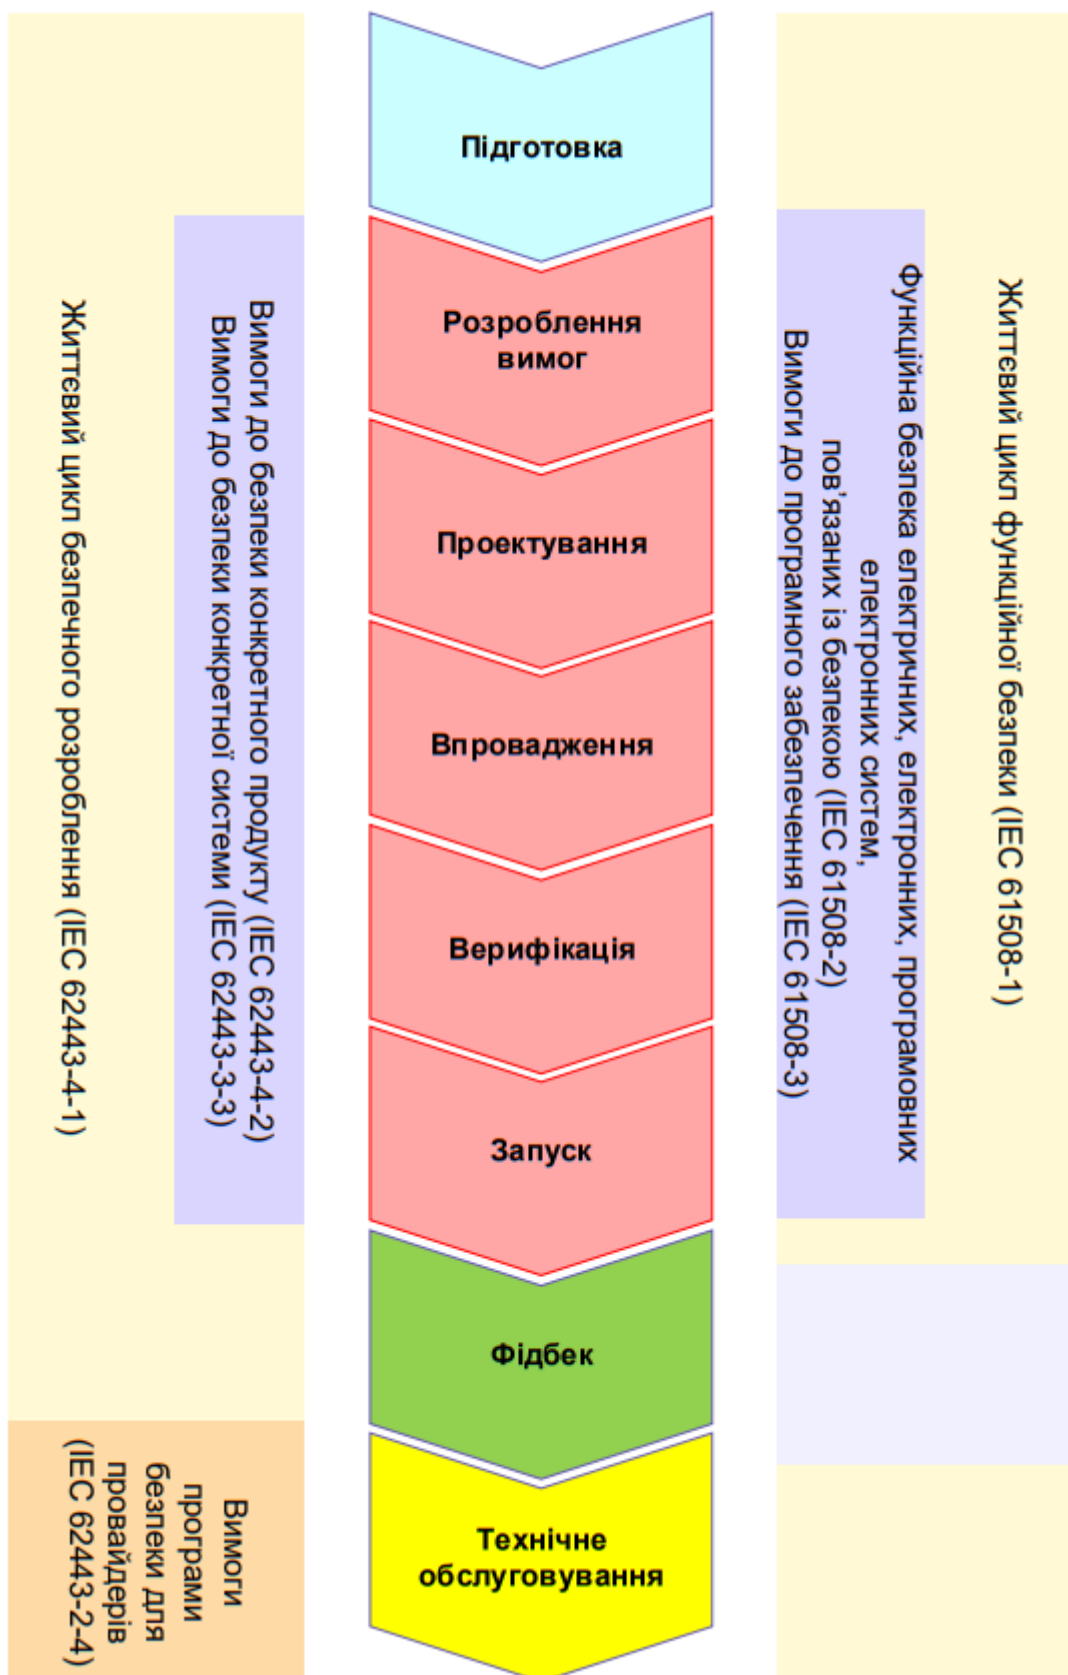 Підготовка
Розроблення
вимог
Проектування
Впровадження
Верифікація
Запуск
Фідбек
Технічне
обслуговування
Життєвий цикл функційної безпеки (IEC 61508-1)
Функційна безпека електричних, електронних, програмовних
електронних систем,
пов’язаних із безпекою (IEC 61508-2)
Вимоги до програмного забезпечення (IEC 61508-3)
Вимоги до безпеки конкретного продукту (IEC 62443-4-2)
Вимоги до безпеки конкретної системи (IEC 62443-3-3)
Життєвий цикл безпечного розроблення (IEC 62443-4-1)
Вимоги
програми
безпеки для
провайдерів
(IEC 62443-2-4)